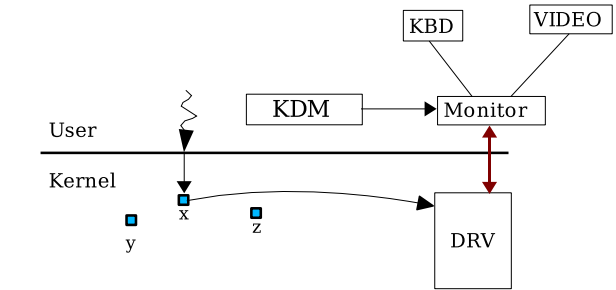 KBD
VIDEO
KDM
Monitor
User
Kernel
x
y
z
DRV